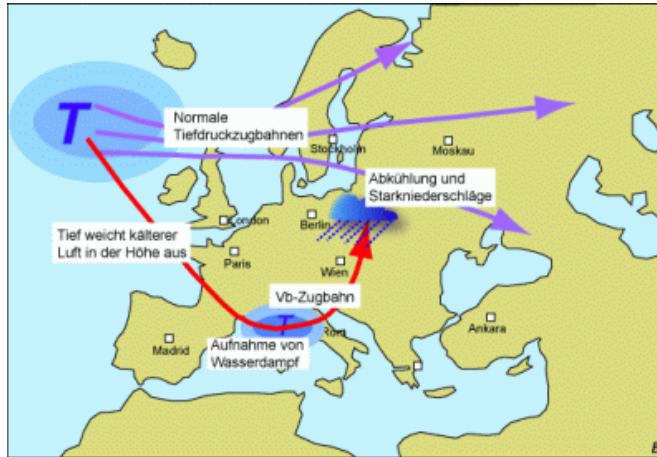 T
Normale
Tiefdruckzugbahnen
Stockholm
Moskau
Abkühlung und
Starkniederschläge
London
Berlin
Tief weicht kälterer
Luft in der Höhe aus
Paris
Wien
Vb-Zugbahn
T
Rom
Ankara
Madrid
Aufnahme von
Wasserdampf